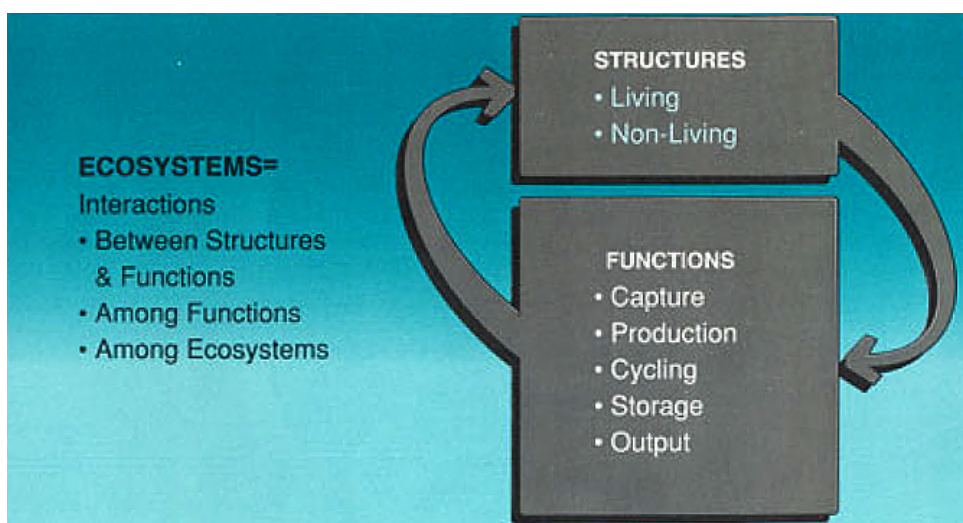 ECOSYSTEMS=
Interactions
• Between Structures
& Functions
• Among Functions
• Among Ecosystems
STRUCTURES
• Living
• Non-Living
FUNCTIONS
• Capture
• Production
• Cycling
• Storage
• Output